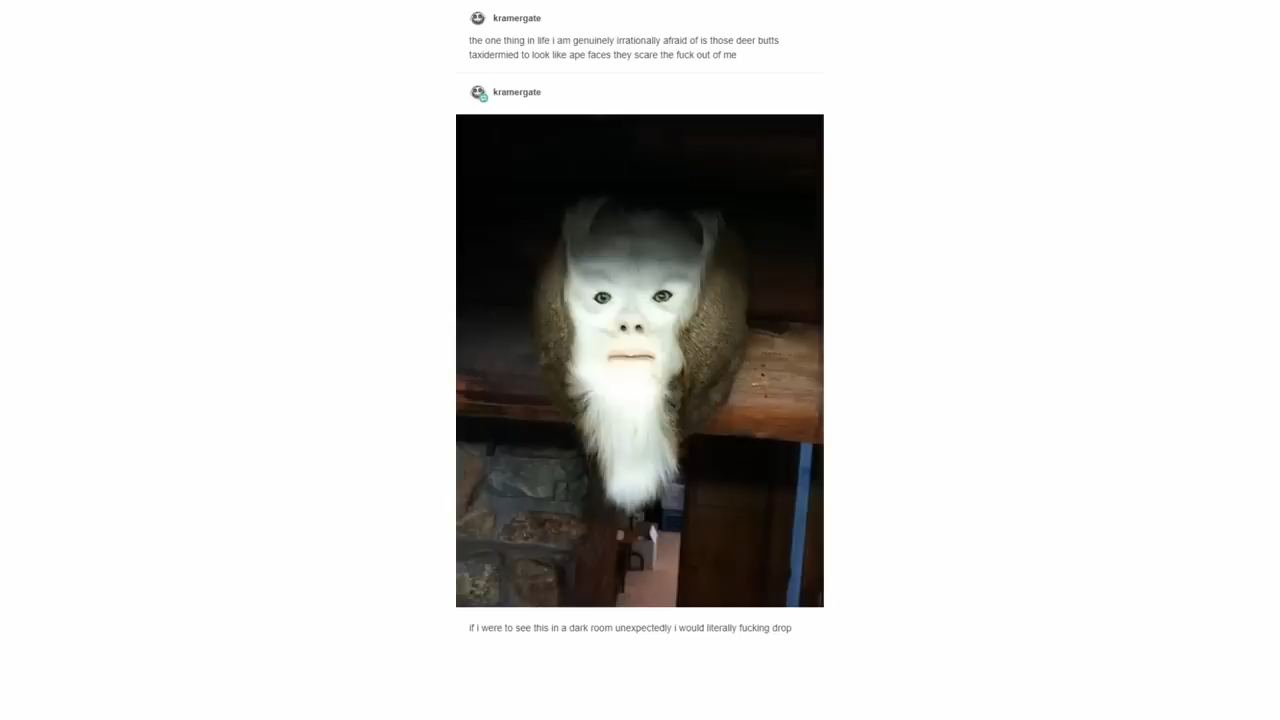 kramergate
the one thing in life i am genuinely irrationally afraid of is those deer butts
taxidermied to look like ape faces they scare the fuck out of me
kramergate
if i were to see this in a dark room unexpectedly i would literally fucking drop